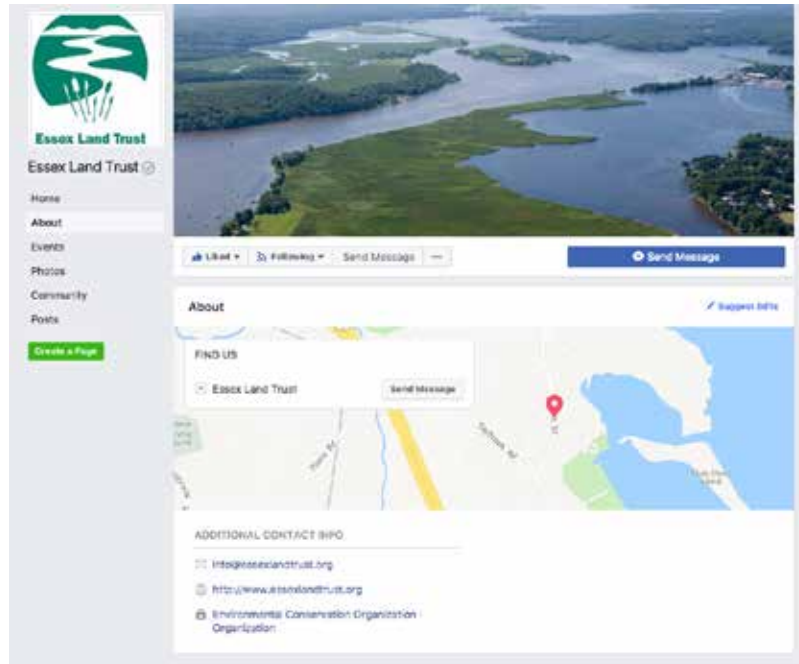 Essex Land Trust
Essex Land Trust
Home
About
Events
Photos
Community
Posts
Create a Page
Liked
Following
Send Message
Send Message
About
Suggest Edits
FIND US
Essex Land Trust
Send Message
ADDITIONAL CONTACT INFO
info@essexlandtrust.org
http://www.essexlandtrust.org
Environmental Conservation Organization ·
Organization